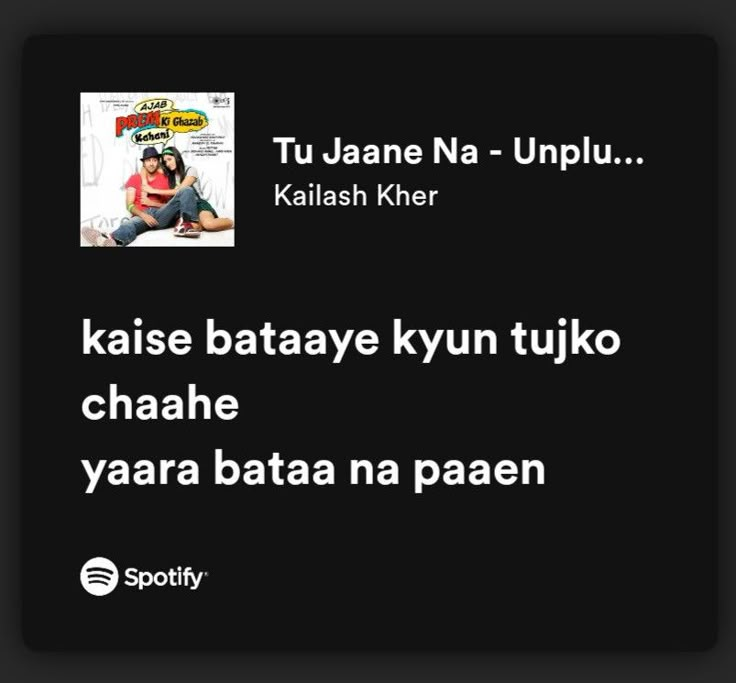 AJAB
PREM Ki Ghazab
Kahani
Tu Jaane Na - Unplu...
Kailash Kher
kaise bataaye kyun tujko
chaahe
yaara bataa na paaen
Spotify